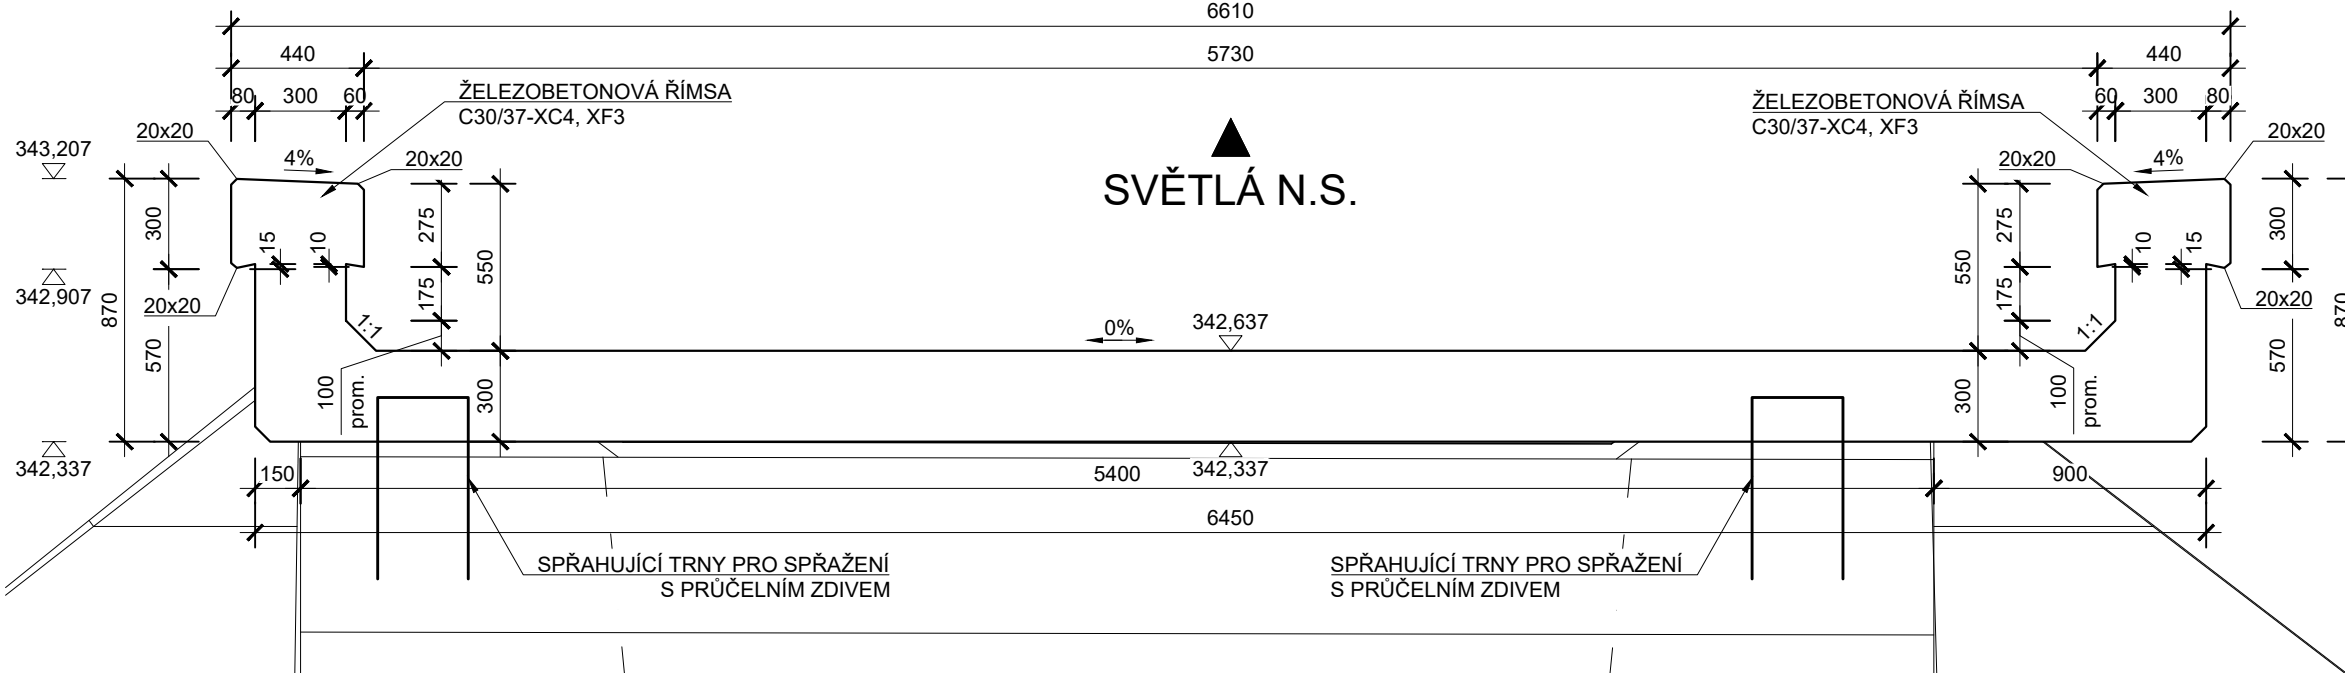 6610
440
5730
440
80
300
60
ŽELEZOBETONOVÁ ŘÍMSA
C30/37-XC4, XF3
ŽELEZOBETONOVÁ ŘÍMSA
C30/37-XC4, XF3
60
300
80
20x20
4%
20x20
343,207
SVĚTLÁ N.S.
20x20
4%
20x20
300
15
10
275
550
175
342,907
870
20x20
570
1:1
0%
342,637
550
275
175
10
15
300
20x20
870
1:1
570
100
prom.
300
300
100
prom.
342,337
150
5400
342,337
900
6450
SPŘAHUJÍCÍ TRNY PRO SPŘAŽENÍ
S PRŮČELNÍM ZDIVEM
SPŘAHUJÍCÍ TRNY PRO SPŘAŽENÍ
S PRŮČELNÍM ZDIVEM